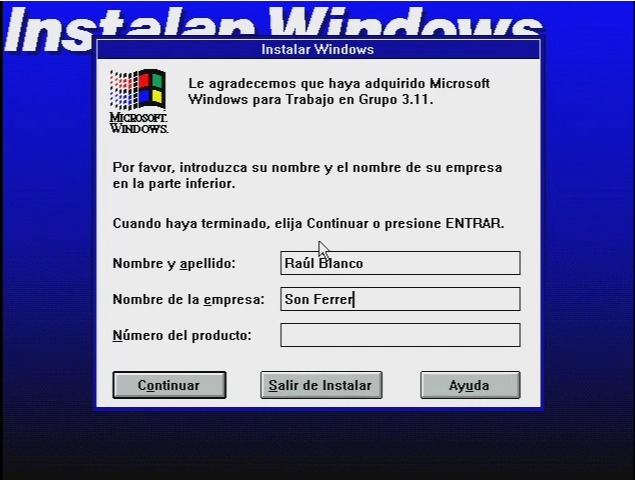 Instalar Windows
Instalar Windows
Le agradecemos que haya adquirido Microsoft
Windows para Trabajo en Grupo 3.11.
MICROSOFT.
WINDOWS.
Por favor, introduzca su nombre y el nombre de su empresa
en la parte inferior.
Cuando haya terminado, elija Continuar o presione ENTRAR.
Nombre y apellido: Raúl Blanco
Nombre de la empresa: Son Ferrer
Número del producto:
Continuar Salir de Instalar Ayuda